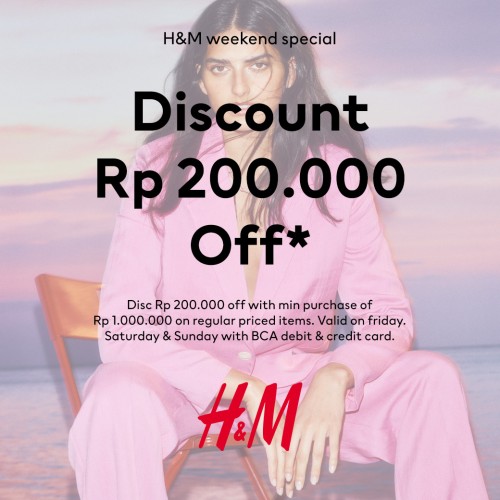 H&M weekend special
Discount
Rp 200.000
Off*
Disc Rp 200.000 off with min purchase of
Rp 1.000.000 on regular priced items. Valid on friday.
Saturday & Sunday with BCA debit & credit card.
H&M